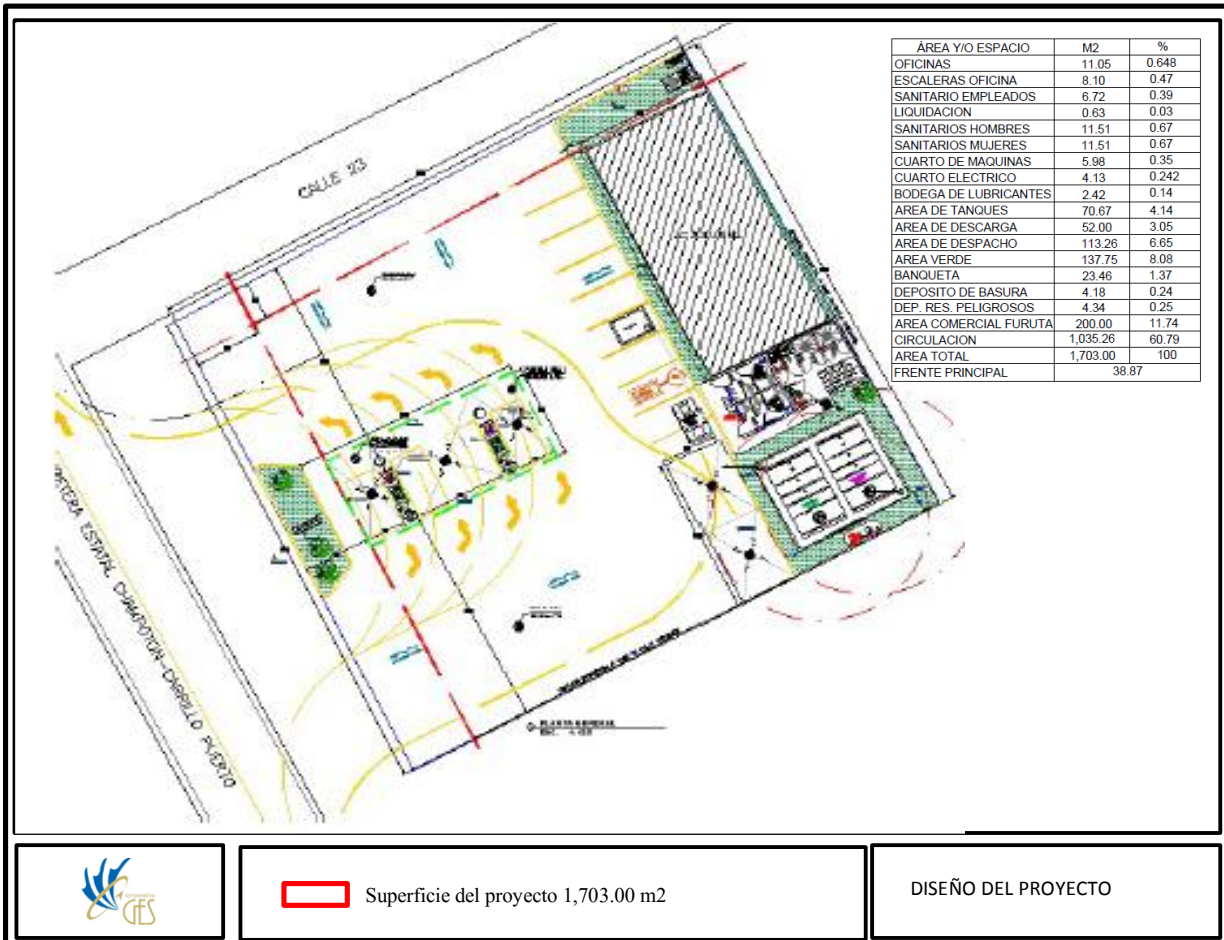 ÁREA Y/O ESPACIO M2 %
OFICINAS 11.05 0.648
ESCALERAS OFICINA 8.10 0.47
SANITARIO EMPLEADOS 6.72 0.39
LIQUIDACION 0.63 0.03
SANITARIOS HOMBRES 11.51 0.67
SANITARIOS MUJERES 11.51 0.67
CUARTO DE MAQUINAS 5.98 0.35
CUARTO ELECTRICO 4.13 0.242
BODEGA DE LUBRICANTES 2.42 0.14
AREA DE TANQUES 70.67 4.14
AREA DE DESCARGA 52.00 3.05
AREA DE DESPACHO 113.26 6.65
AREA VERDE 137.75 8.08
BANQUETA 23.46 1.37
DEPOSITO DE BASURA 4.18 0.24
DEP. RES. PELIGROSOS 4.34 0.25
AREA COMERCIAL FURUTA 200.00 11.74
CIRCULACION 1,035.26 60.79
AREA TOTAL 1,703.00 100
FRENTE PRINCIPAL 38.87
CALLE 23
ESTATAL CHAMPOTON-CARRILLO PUERTO
PLANTA GENERAL
GES
Superficie del proyecto 1,703.00 m2
DISEÑO DEL PROYECTO